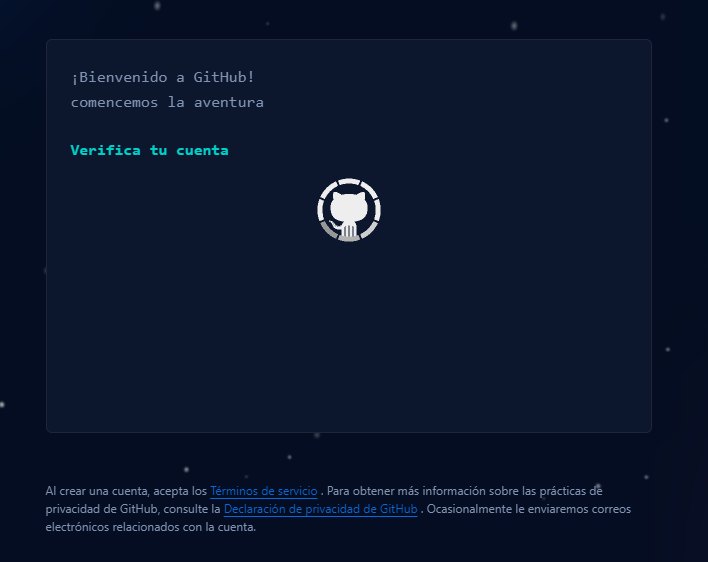 ¡Bienvenido a GitHub!
comencemos la aventura
Verifica tu cuenta
Al crear una cuenta, acepta los Términos de servicio . Para obtener más información sobre las prácticas de
privacidad de GitHub, consulte la Declaración de privacidad de GitHub . Ocasionalmente le enviaremos correos
electrónicos relacionados con la cuenta.